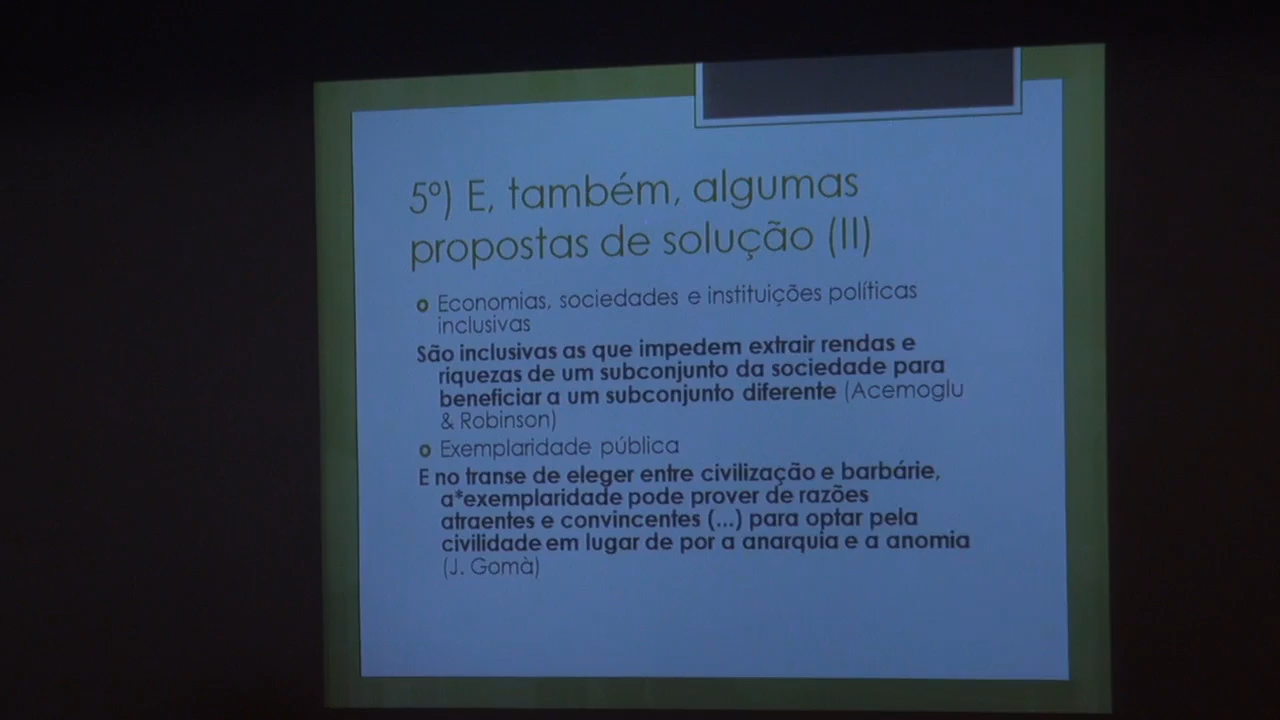 5º) E, também, algumas
propostas de solução (II)
o Economias, sociedades e instituições políticas
inclusivas
São inclusivas as que impedem extrair rendas e
riquezas de um subconjunto da sociedade para
beneficiar a um subconjunto diferente (Acemoglu
& Robinson)
o Exemplaridade pública
E no transe de eleger entre civilização e barbárie,
a*exemplaridade pode prover de razões
atraentes e convincentes (...) para optar pela
civilidade em lugar de por a anarquia e a anomia
(J. Gomà)